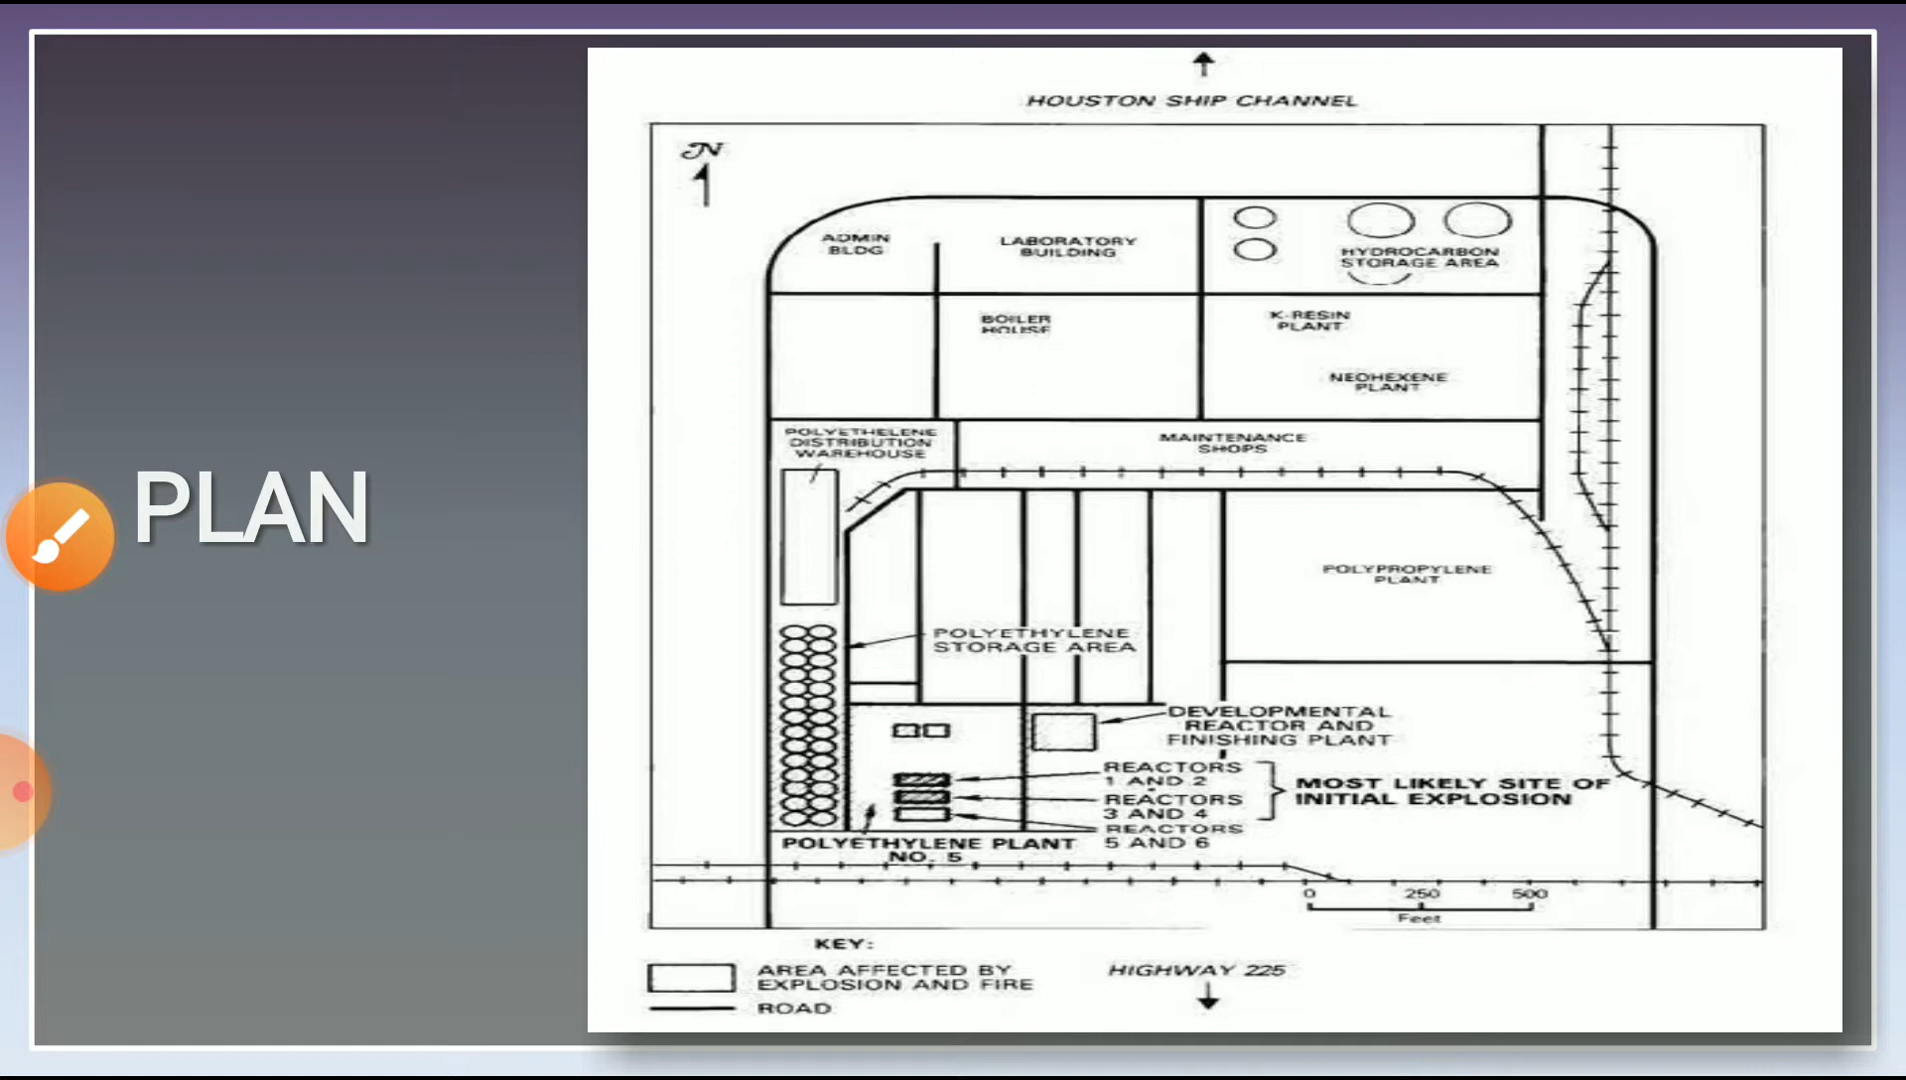 PLAN
HOUSTON SHIP CHANNEL
N
ADMIN
BLDG
LABORATORY
BUILDING
HYDROCARBON
STORAGE AREA
BOILER
HOUSE
K-RESIN
PLANT
NEOHEXENE
PLANT
POLYETHELENE
DISTRIBUTION
WAREHOUSE
MAINTENANCE
SHOPS
POLYPROPYLENE
PLANT
POLYETHYLENE
STORAGE AREA
DEVELOPMENTAL
REACTOR AND
FINISHING PLANT
REACTORS
1 AND 2
REACTORS
3 AND 4
REACTORS
5 AND 6
MOST LIKELY SITE OF
INITIAL EXPLOSION
POLYETHYLENE PLANT
NO. 5
0 250 500
Feet
KEY:
AREA AFFECTED BY
EXPLOSION AND FIRE
ROAD
HIGHWAY 225